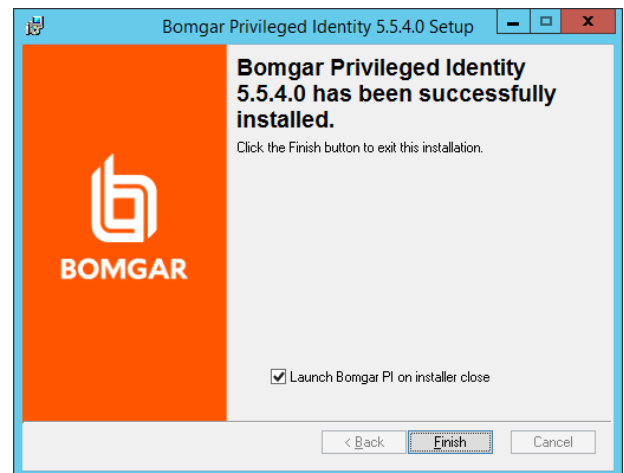 Bomgar Privileged Identity 5.5.4.0 Setup
Bomgar Privileged Identity
5.5.4.0 has been successfully
installed.
Click the Finish button to exit this installation.
BOMGAR
Launch Bomgar PI on installer close
< Back
Finish
Cancel